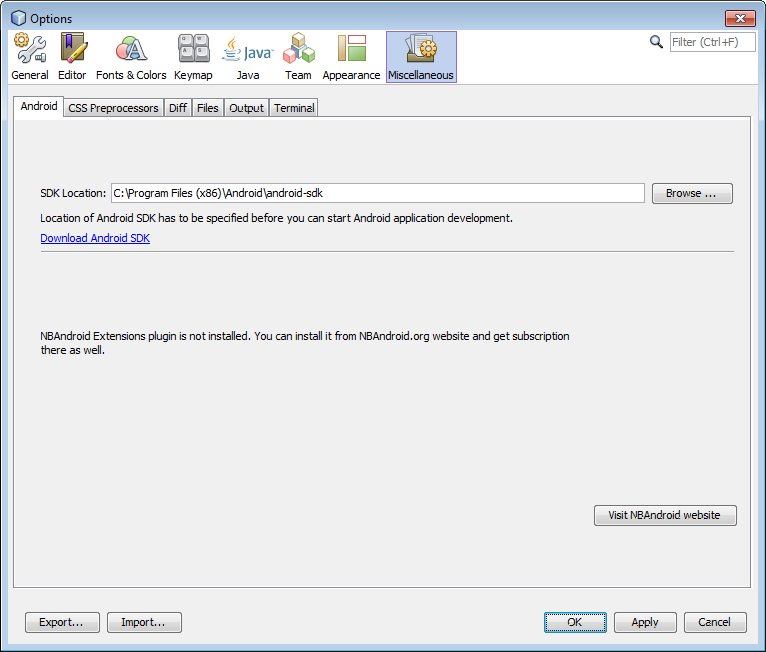 Options
Filter (Ctrl+F)
General Editor Fonts & Colors Keymap Java Team Appearance Miscellaneous
Java
Android CSS Preprocessors Diff Files Output Terminal
SDK Location: C:\Program Files (x86)\Android\android-sdk Browse ...
Location of Android SDK has to be specified before you can start Android application development.
Download Android SDK
NBAndroid Extensions plugin is not installed. You can install it from NBAndroid.org website and get subscription
there as well.
Visit NBAndroid website
Export... Import... OK Apply Cancel